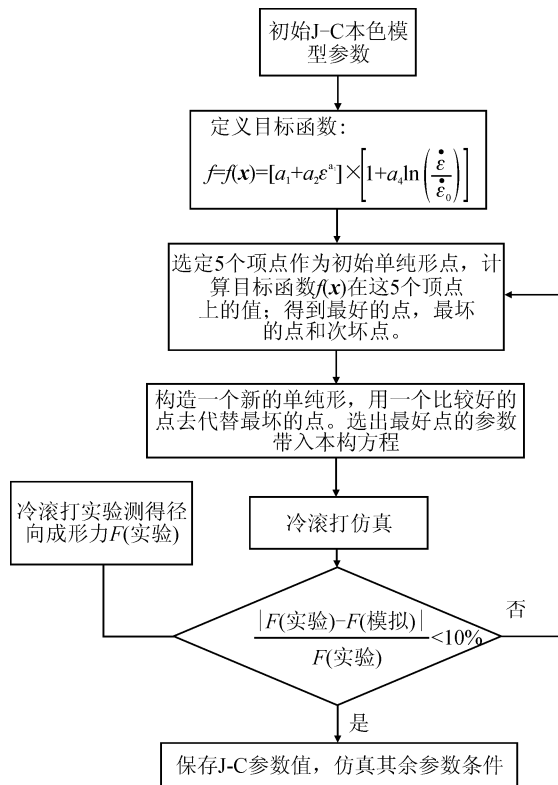 初始J-C本色模
型参数
定义目标函数:
f=f(x)=[a₁+a₂ε^a₃]×[1+a₄ln(ε̇/ε̇₀)]
选定5个项点作为初始单纯形点，计
算目标函数f(x)在这5个顶点
上的值；得到最好的点，最坏
的点和次坏点。
构造一个新的单纯形，用一个比较好的
点去代替最坏的点。选出最好点的参数
带入本构方程
冷滚打实验测得径
向成形力F(实验)
冷滚打仿真
|F(实验)-F(模拟)|
F(实验)
<10%
否
是
保存J-C参数值，仿真其余参数条件